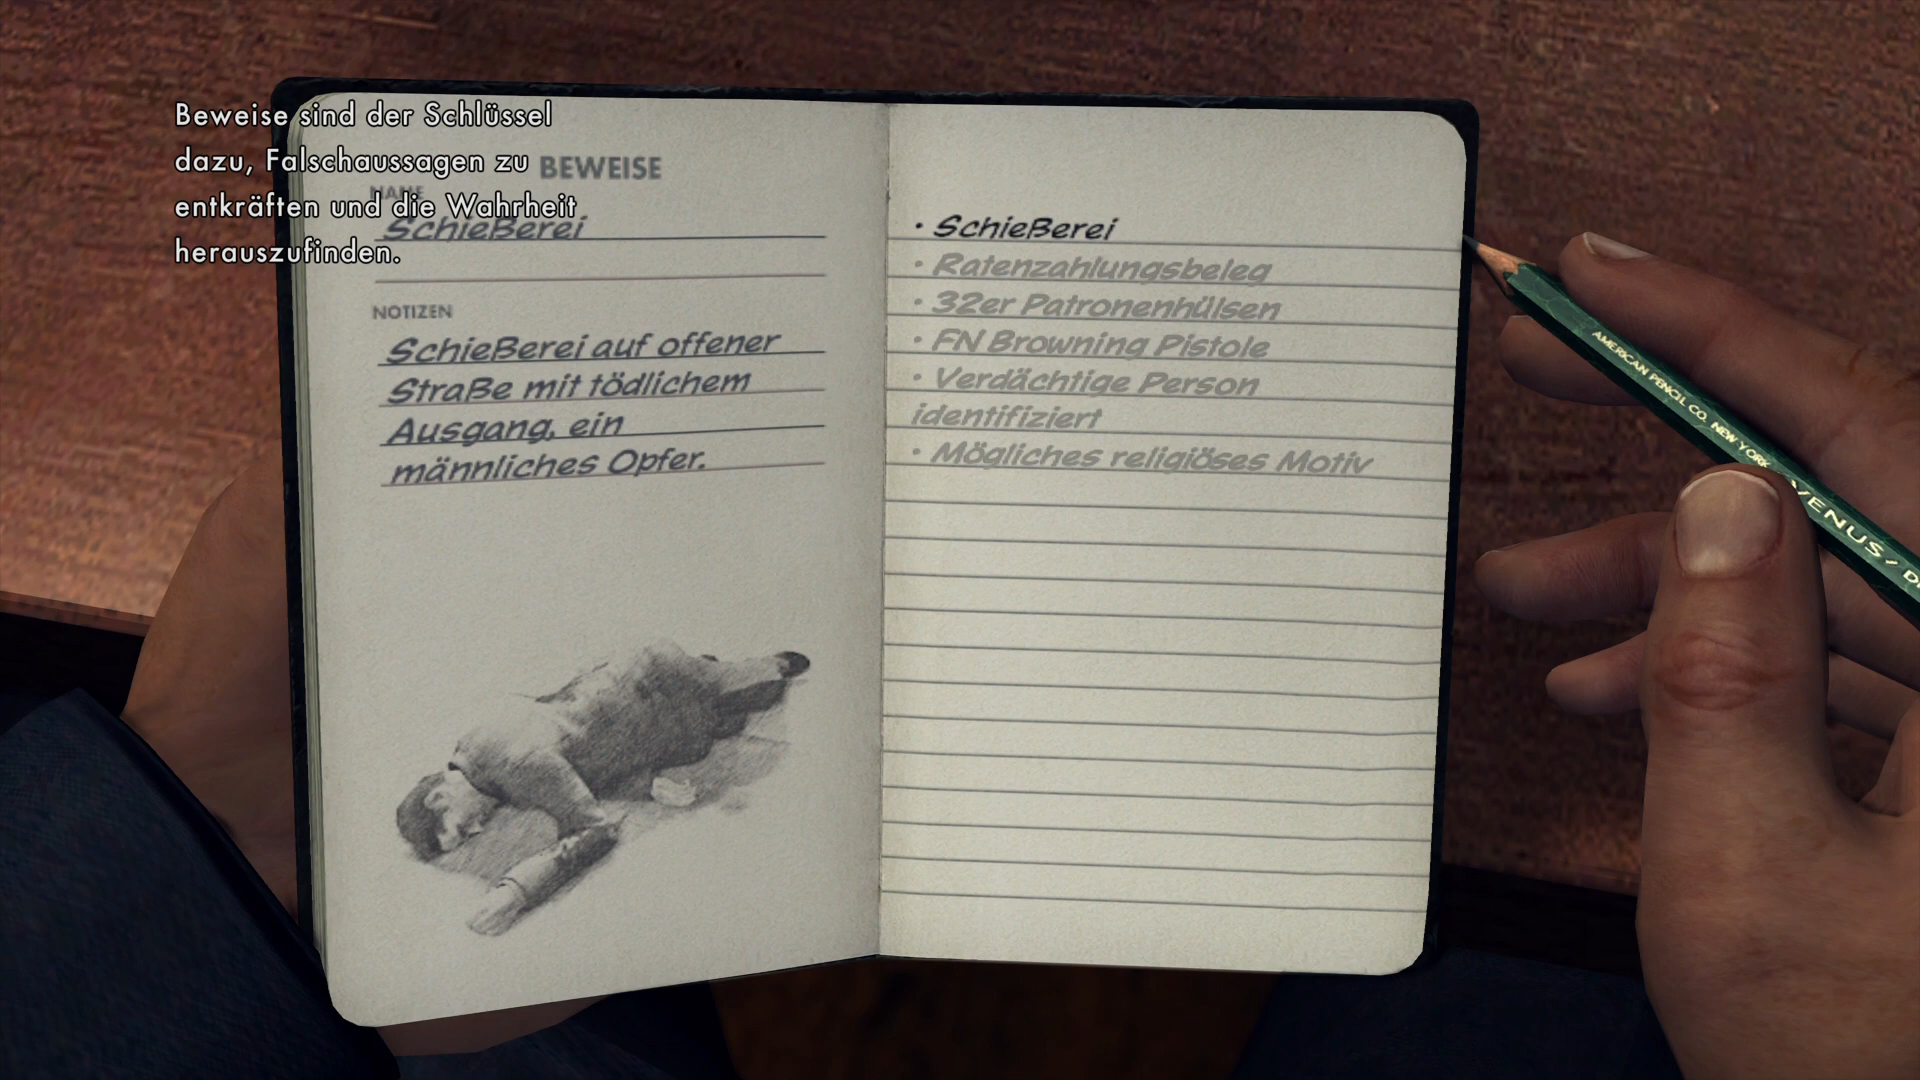 Beweise sind der Schlüssel
dazu, Falschaussagen zu
entkräften und die Wahrheit
herauszufinden.
BEWEISE
NAME
Schießerei
NOTIZEN
Schießerei auf offener
Straße mit tödlichem
Ausgang, ein
männliches Opfer.
• Schießerei
• Ratenzahlungsbeleg
• 32er Patronenhülsen
• FN Browning Pistole
• Verdächtige Person
identifiziert
• Mögliches religiöses Motiv
AMERICAN PENCIL CO. NEW YORK VENUS / D